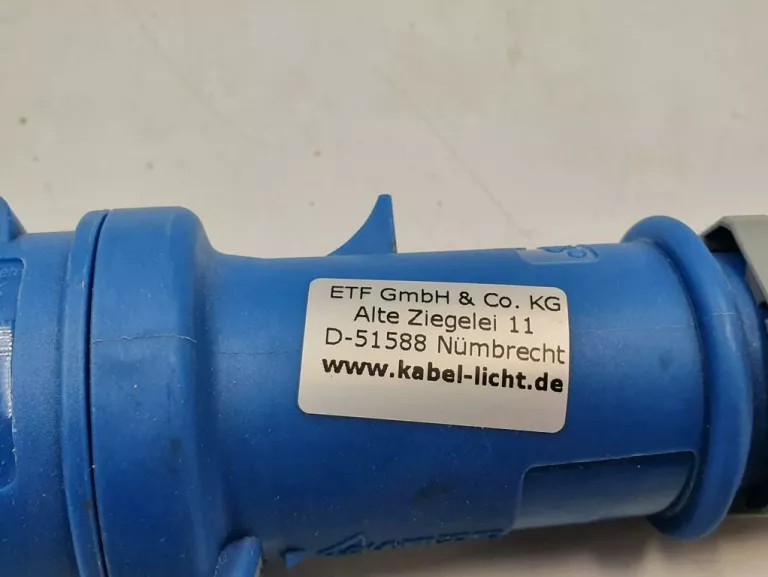 ETF GmbH & Co. KG
Alte Ziegelei 11
D-51588 Nümbrecht
www.kabel-licht.de